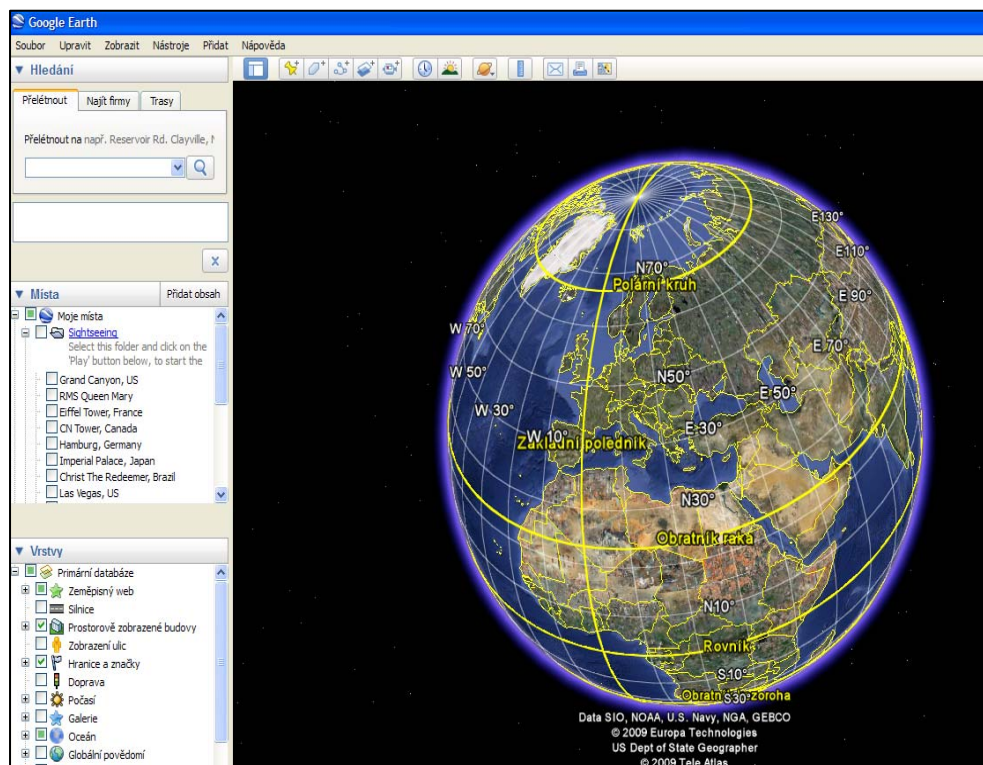 Google Earth
Soubor Upravit Zobrazit Nástroje Přidat Nápověda
Hledání
Přelétnout Najít firmy Trasy
Přelétnout na např. Reservoir Rd. Clayville, N
Místa Přidat obsah
Moje místa
Sightseeing
Select this folder and click on the
'Play' button below, to start the
Grand Canyon, US
RMS Queen Mary
Eiffel Tower, France
CN Tower, Canada
Hamburg, Germany
Imperial Palace, Japan
Christ The Redeemer, Brazil
Las Vegas, US
Vrstvy
Primární databáze
Zeměpisný web
Silnice
Prostorově zobrazené budovy
Zobrazení ulic
Hranice a značky
Doprava
Počasí
Galerie
Oceán
Globální povědomí
E130°
E110°
N70°
Polární kruh
E 90°
W 70°
E 70°
W 50°
N50°
E 50°
W 30°
E 30°
W 10°
Základní poledník
N30°
Obratník raka
N10°
Rovník
S10°
S30°
Data SIO, NOAA, U.S. Navy, NGA, GEBCO
© 2009 Europa Technologies
US Dept of State Geographer
© 2009 Tele Atlas